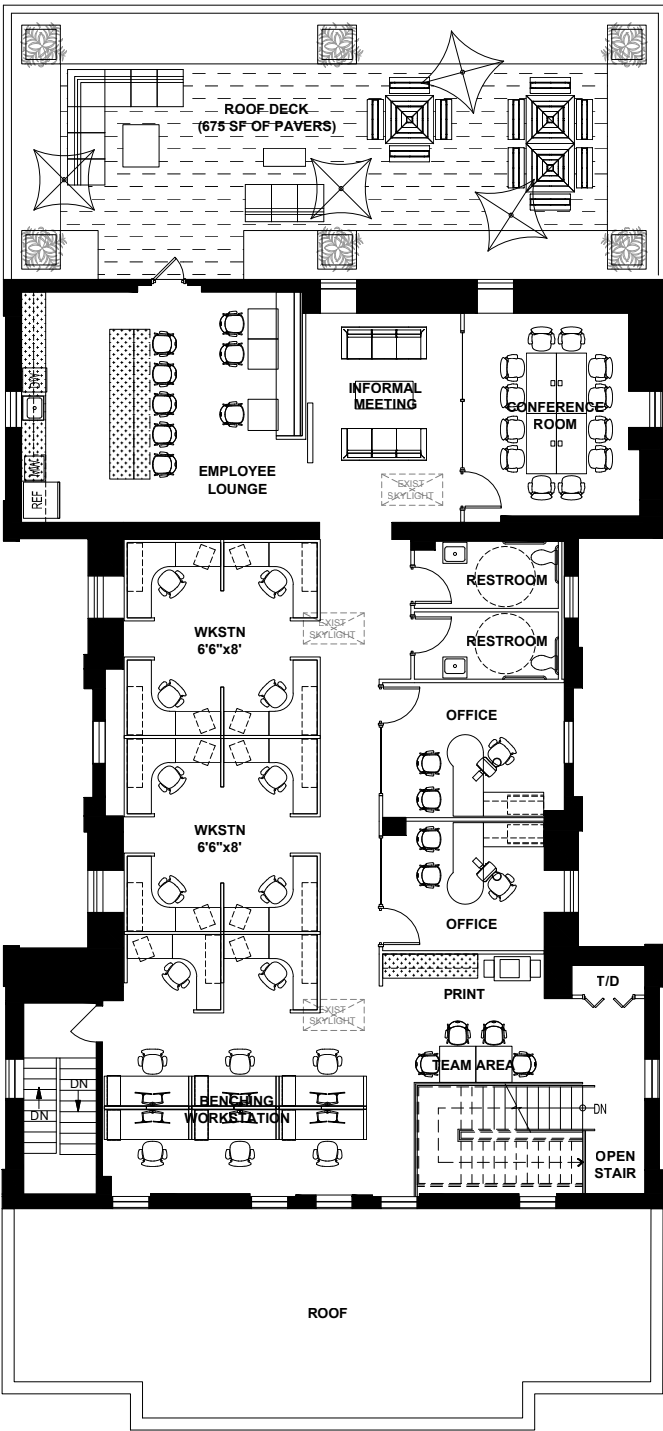 ROOF DECK
(675 SF OF PAVERS)
DW
MW
REF
EMPLOYEE
LOUNGE
INFORMAL
MEETING
CONFERENCE
ROOM
EXIST
SKYLIGHT
RESTROOM
WKSTN
6'6"x8'
EXIST
SKYLIGHT
RESTROOM
OFFICE
WKSTN
6'6"x8'
OFFICE
PRINT
T/D
EXIST
SKYLIGHT
TEAM AREA
DN
DN
BENCHING
WORKSTATION
DN
OPEN
STAIR
ROOF